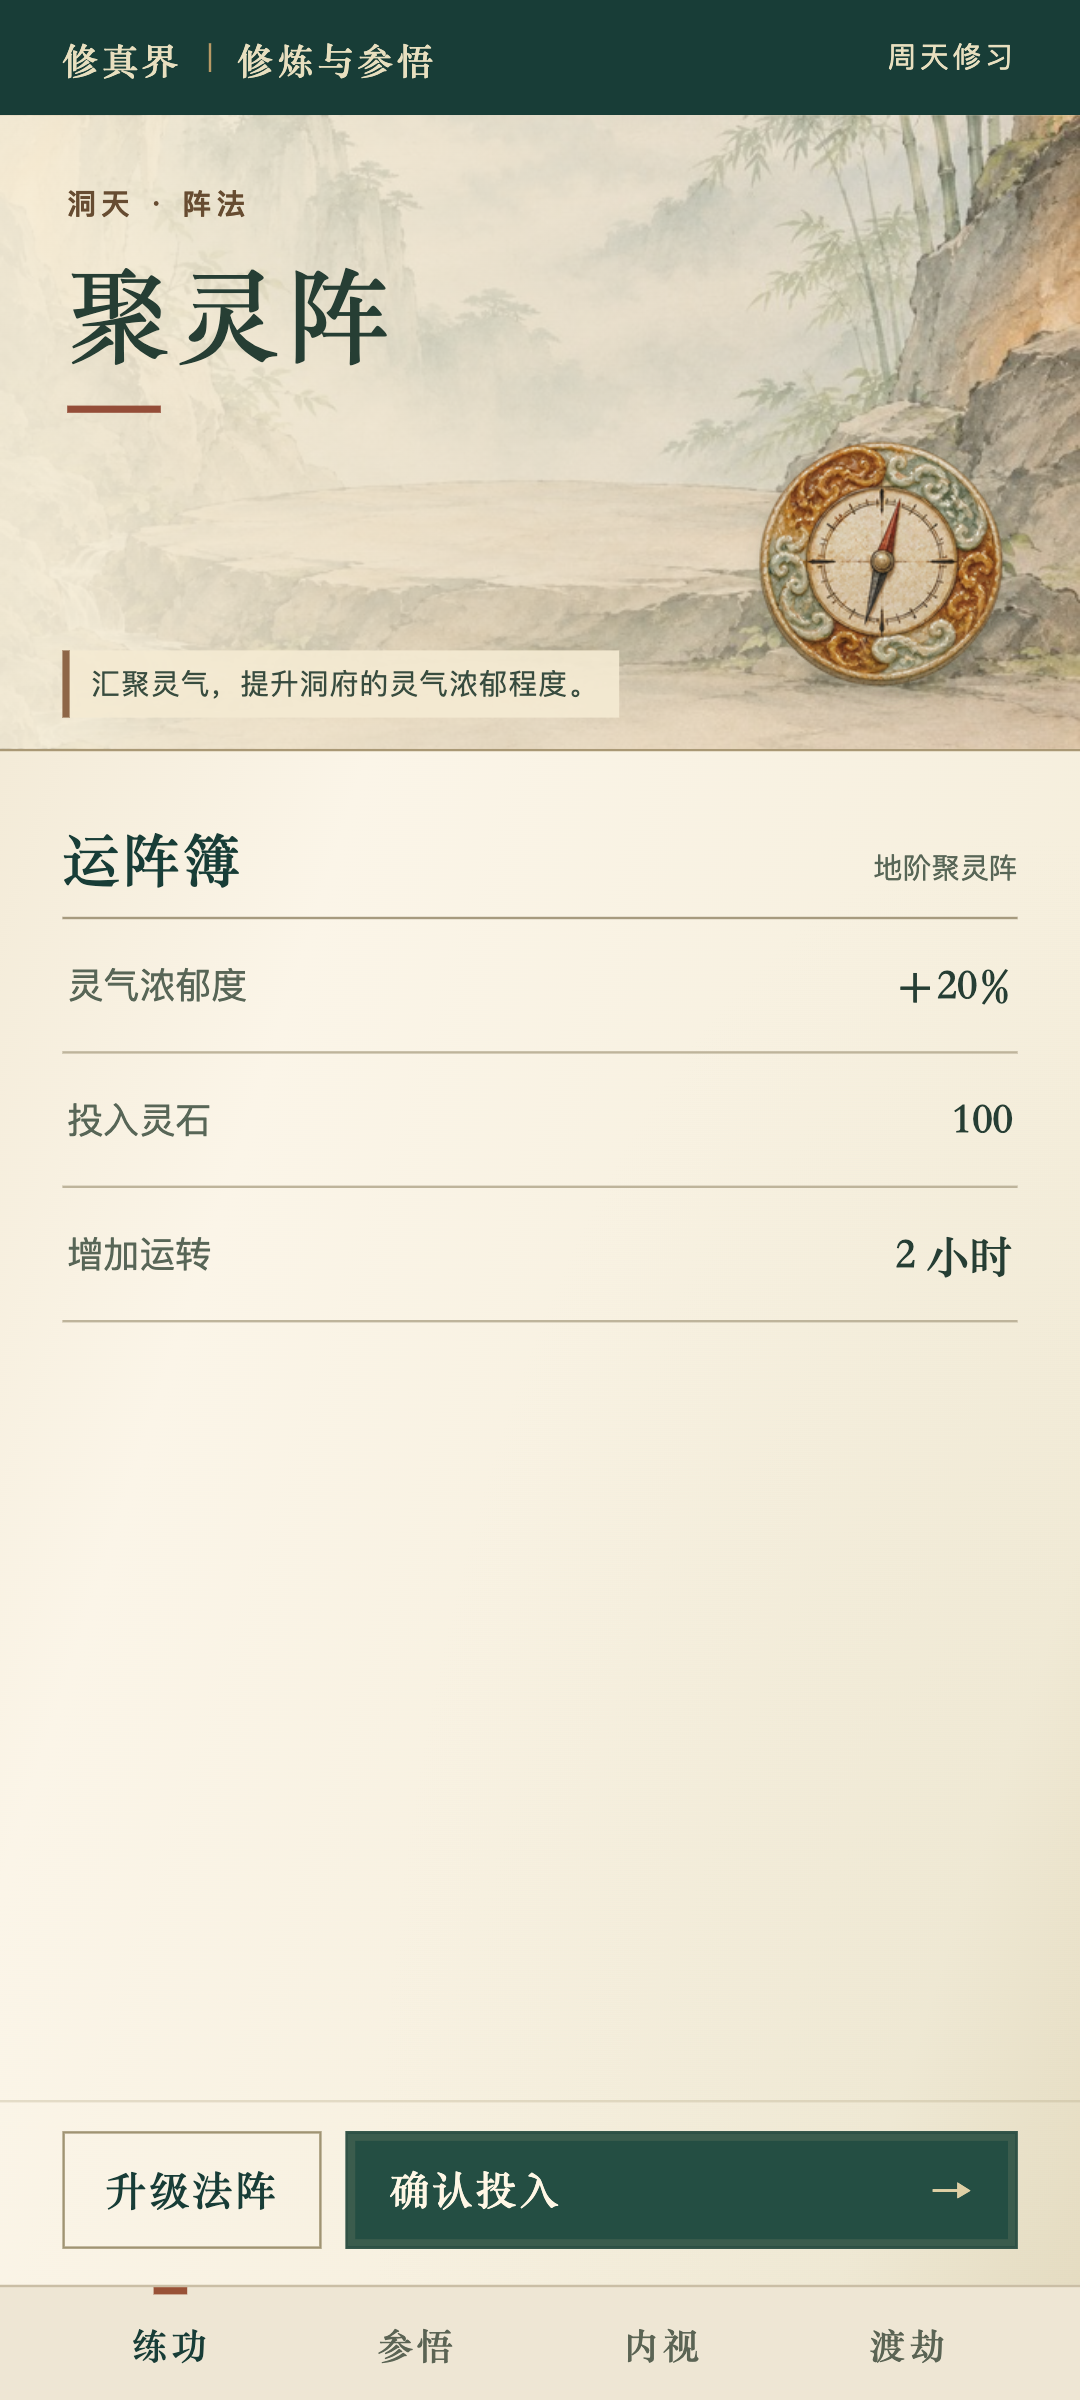 修真界 | 修炼与参悟
周天修习
洞天 · 阵法
聚灵阵
汇聚灵气，提升洞府的灵气浓郁程度。
运阵簿
地阶聚灵阵
灵气浓郁度
+20%
投入灵石
100
增加运转
2 小时
升级法阵
确认投入 →
练功
参悟
内视
渡劫